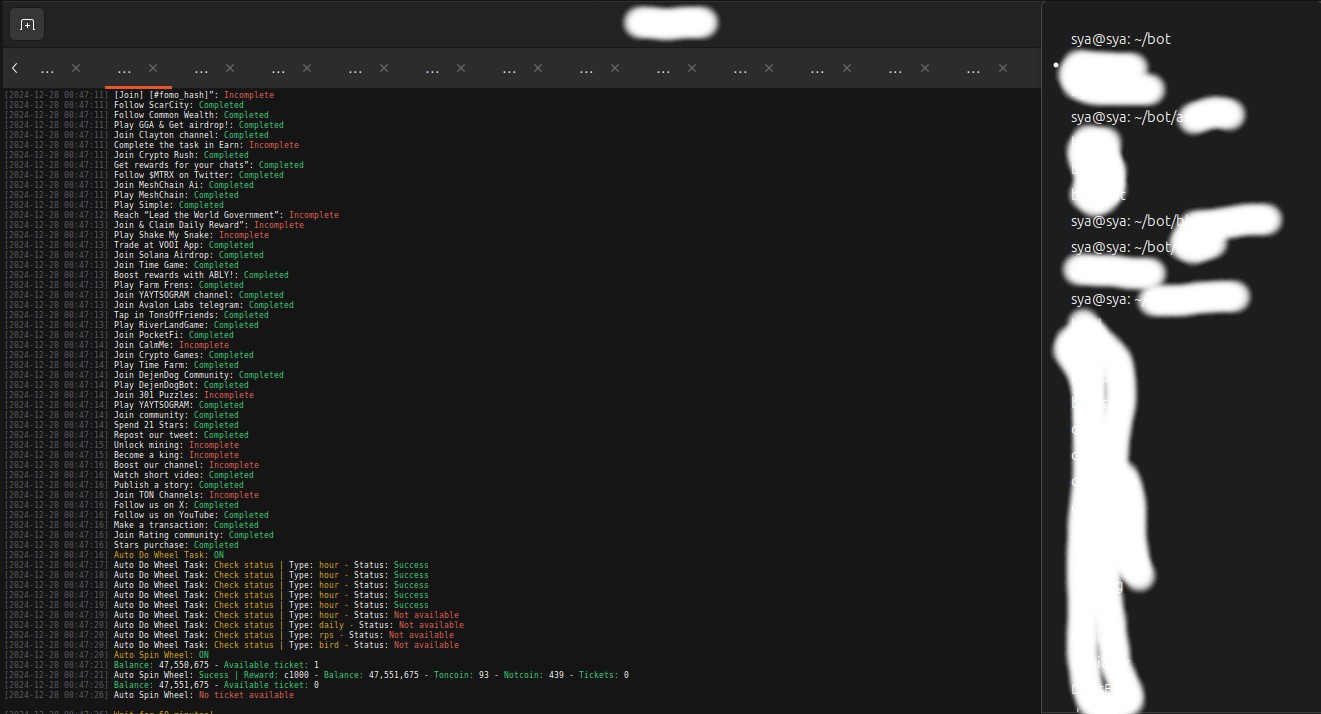 [2024-12-28 00:47:11] [Join] [#fomo_hash]”: Incomplete
[2024-12-28 00:47:11] Follow ScarCity: Completed
[2024-12-28 00:47:11] Follow Common Wealth: Completed
[2024-12-28 00:47:11] Play GGA & Get airdrop!: Completed
[2024-12-28 00:47:11] Join Clayton channel: Completed
[2024-12-28 00:47:11] Complete the task in Earn: Incomplete
[2024-12-28 00:47:11] Join Crypto Rush: Completed
[2024-12-28 00:47:11] Get rewards for your chats”: Completed
[2024-12-28 00:47:11] Follow $MTRX on Twitter: Completed
[2024-12-28 00:47:11] Join MeshChain Ai: Completed
[2024-12-28 00:47:11] Play MeshChain: Completed
[2024-12-28 00:47:11] Play Simple: Completed
[2024-12-28 00:47:12] Reach “Lead the World Government”: Incomplete
[2024-12-28 00:47:13] Join & Claim Daily Reward”: Incomplete
[2024-12-28 00:47:13] Play Shake My Snake: Incomplete
[2024-12-28 00:47:13] Trade at VOOI App: Completed
[2024-12-28 00:47:13] Join Solana Airdrop: Completed
[2024-12-28 00:47:13] Join Time Game: Completed
[2024-12-28 00:47:13] Boost rewards with ABLY!: Completed
[2024-12-28 00:47:13] Play Farm Frens: Completed
[2024-12-28 00:47:13] Join YAYTSOGRAM channel: Completed
[2024-12-28 00:47:13] Join Avalon Labs telegram: Completed
[2024-12-28 00:47:13] Tap in TonsOfFriends: Completed
[2024-12-28 00:47:13] Play RiverLandGame: Completed
[2024-12-28 00:47:13] Join PocketFi: Completed
[2024-12-28 00:47:14] Join CalmMe: Incomplete
[2024-12-28 00:47:14] Join Crypto Games: Completed
[2024-12-28 00:47:14] Play Time Farm: Completed
[2024-12-28 00:47:14] Join DejenDog Community: Completed
[2024-12-28 00:47:14] Play DejenDogBot: Completed
[2024-12-28 00:47:14] Join 301 Puzzles: Incomplete
[2024-12-28 00:47:14] Play YAYTSOGRAM: Completed
[2024-12-28 00:47:14] Join community: Completed
[2024-12-28 00:47:14] Spend 21 Stars: Completed
[2024-12-28 00:47:14] Repost our tweet: Completed
[2024-12-28 00:47:15] Unlock mining: Incomplete
[2024-12-28 00:47:15] Become a king: Incomplete
[2024-12-28 00:47:16] Boost our channel: Incomplete
[2024-12-28 00:47:16] Watch short video: Completed
[2024-12-28 00:47:16] Publish a story: Completed
[2024-12-28 00:47:16] Join TON Channels: Incomplete
[2024-12-28 00:47:16] Follow us on X: Completed
[2024-12-28 00:47:16] Follow us on YouTube: Completed
[2024-12-28 00:47:16] Make a transaction: Completed
[2024-12-28 00:47:16] Join Rating community: Completed
[2024-12-28 00:47:16] Stars purchase: Completed
[2024-12-28 00:47:16] Auto Do Wheel Task: ON
[2024-12-28 00:47:17] Auto Do Wheel Task: Check status | Type: hour - Status: Success
[2024-12-28 00:47:18] Auto Do Wheel Task: Check status | Type: hour - Status: Success
[2024-12-28 00:47:18] Auto Do Wheel Task: Check status | Type: hour - Status: Success
[2024-12-28 00:47:19] Auto Do Wheel Task: Check status | Type: hour - Status: Success
[2024-12-28 00:47:19] Auto Do Wheel Task: Check status | Type: hour - Status: Success
[2024-12-28 00:47:19] Auto Do Wheel Task: Check status | Type: hour - Status: Not available
[2024-12-28 00:47:20] Auto Do Wheel Task: Check status | Type: daily - Status: Not available
[2024-12-28 00:47:20] Auto Do Wheel Task: Check status | Type: rps - Status: Not available
[2024-12-28 00:47:20] Auto Do Wheel Task: Check status | Type: bird - Status: Not available
[2024-12-28 00:47:20] Auto Spin Wheel: ON
[2024-12-28 00:47:21] Balance: 47,550,675 - Available ticket: 1
[2024-12-28 00:47:21] Auto Spin Wheel: Sucess | Reward: c1000 - Balance: 47,551,675 - Toncoin: 93 - Notcoin: 439 - Tickets: 0
[2024-12-28 00:47:26] Balance: 47,551,675 - Available ticket: 0
[2024-12-28 00:47:26] Auto Spin Wheel: No ticket available
[2024-12-28 00:47:26] Wait for 60 minutes!
sya@sya: ~/bot
sya@sya: ~/bot/
sya@sya: ~/bot/
sya@sya: ~/bot/
sya@sya: ~/